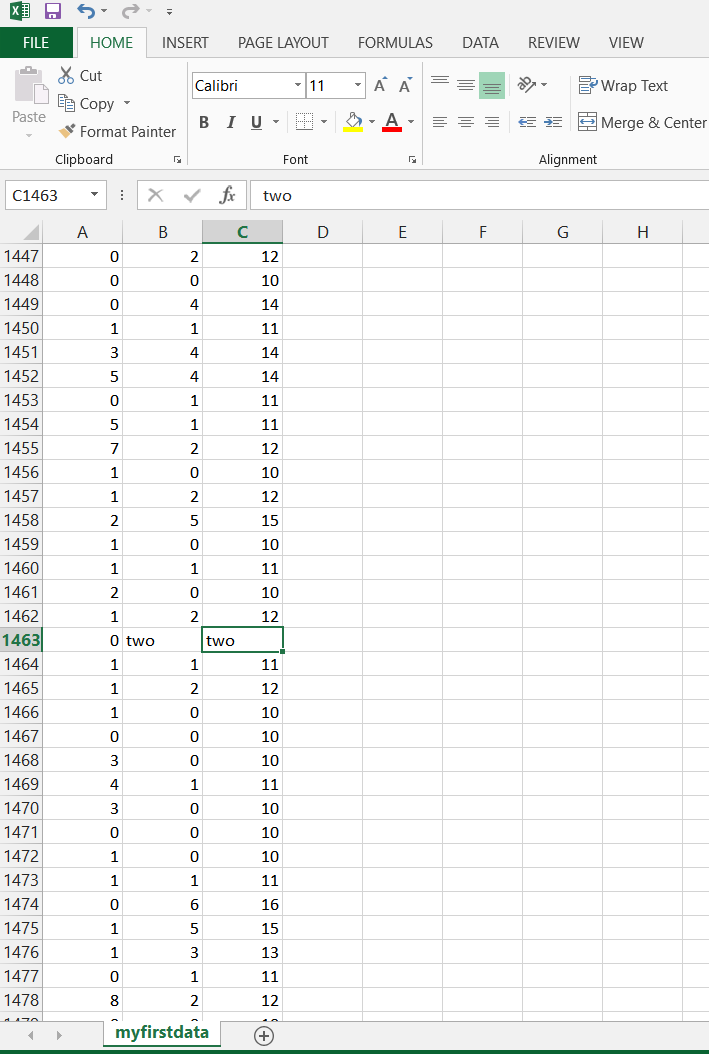 FILE HOME INSERT PAGE LAYOUT FORMULAS DATA REVIEW VIEW
Cut
Copy
Paste
Format Painter
Clipboard
Calibri 11
B I U
Font
Wrap Text
Merge & Center
Alignment
C1463 fx two
A B C D E F G H
1447 0 2 12
1448 0 0 10
1449 0 4 14
1450 1 1 11
1451 3 4 14
1452 5 4 14
1453 0 1 11
1454 5 1 11
1455 7 2 12
1456 1 0 10
1457 1 2 12
1458 2 5 15
1459 1 0 10
1460 1 1 11
1461 2 0 10
1462 1 2 12
1463 0 two two
1464 1 1 11
1465 1 2 12
1466 1 0 10
1467 0 0 10
1468 3 0 10
1469 4 1 11
1470 3 0 10
1471 0 0 10
1472 1 0 10
1473 1 1 11
1474 0 6 16
1475 1 5 15
1476 1 3 13
1477 0 1 11
1478 8 2 12
myfirstdata